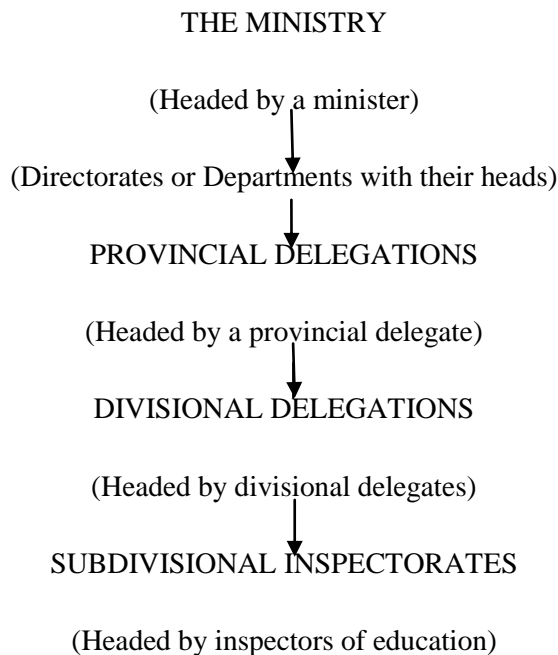 THE MINISTRY
(Headed by a minister)
(Directorates or Departments with their heads)
PROVINCIAL DELEGATIONS
(Headed by a provincial delegate)
DIVISIONAL DELEGATIONS
(Headed by divisional delegates)
SUBDIVISIONAL INSPECTORATES
(Headed by inspectors of education)